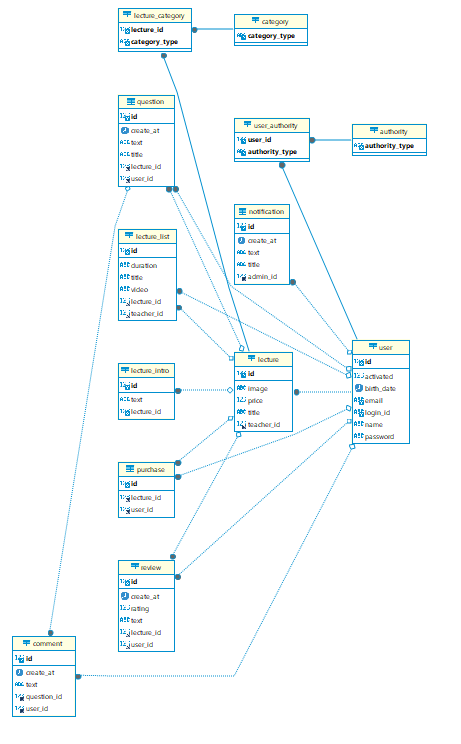 lecture_category
lecture_id
category_type
category
category_type
question
id
create_at
text
title
lecture_id
user_id
user_authority
user_id
authority_type
authority
authority_type
notification
id
create_at
text
title
admin_id
lecture_list
id
duration
title
video
lecture_id
teacher_id
lecture_intro
id
text
lecture_id
lecture
id
image
price
title
teacher_id
user
id
activated
birth_date
email
login_id
name
password
purchase
id
lecture_id
user_id
review
id
create_at
rating
text
lecture_id
user_id
comment
id
create_at
text
question_id
user_id